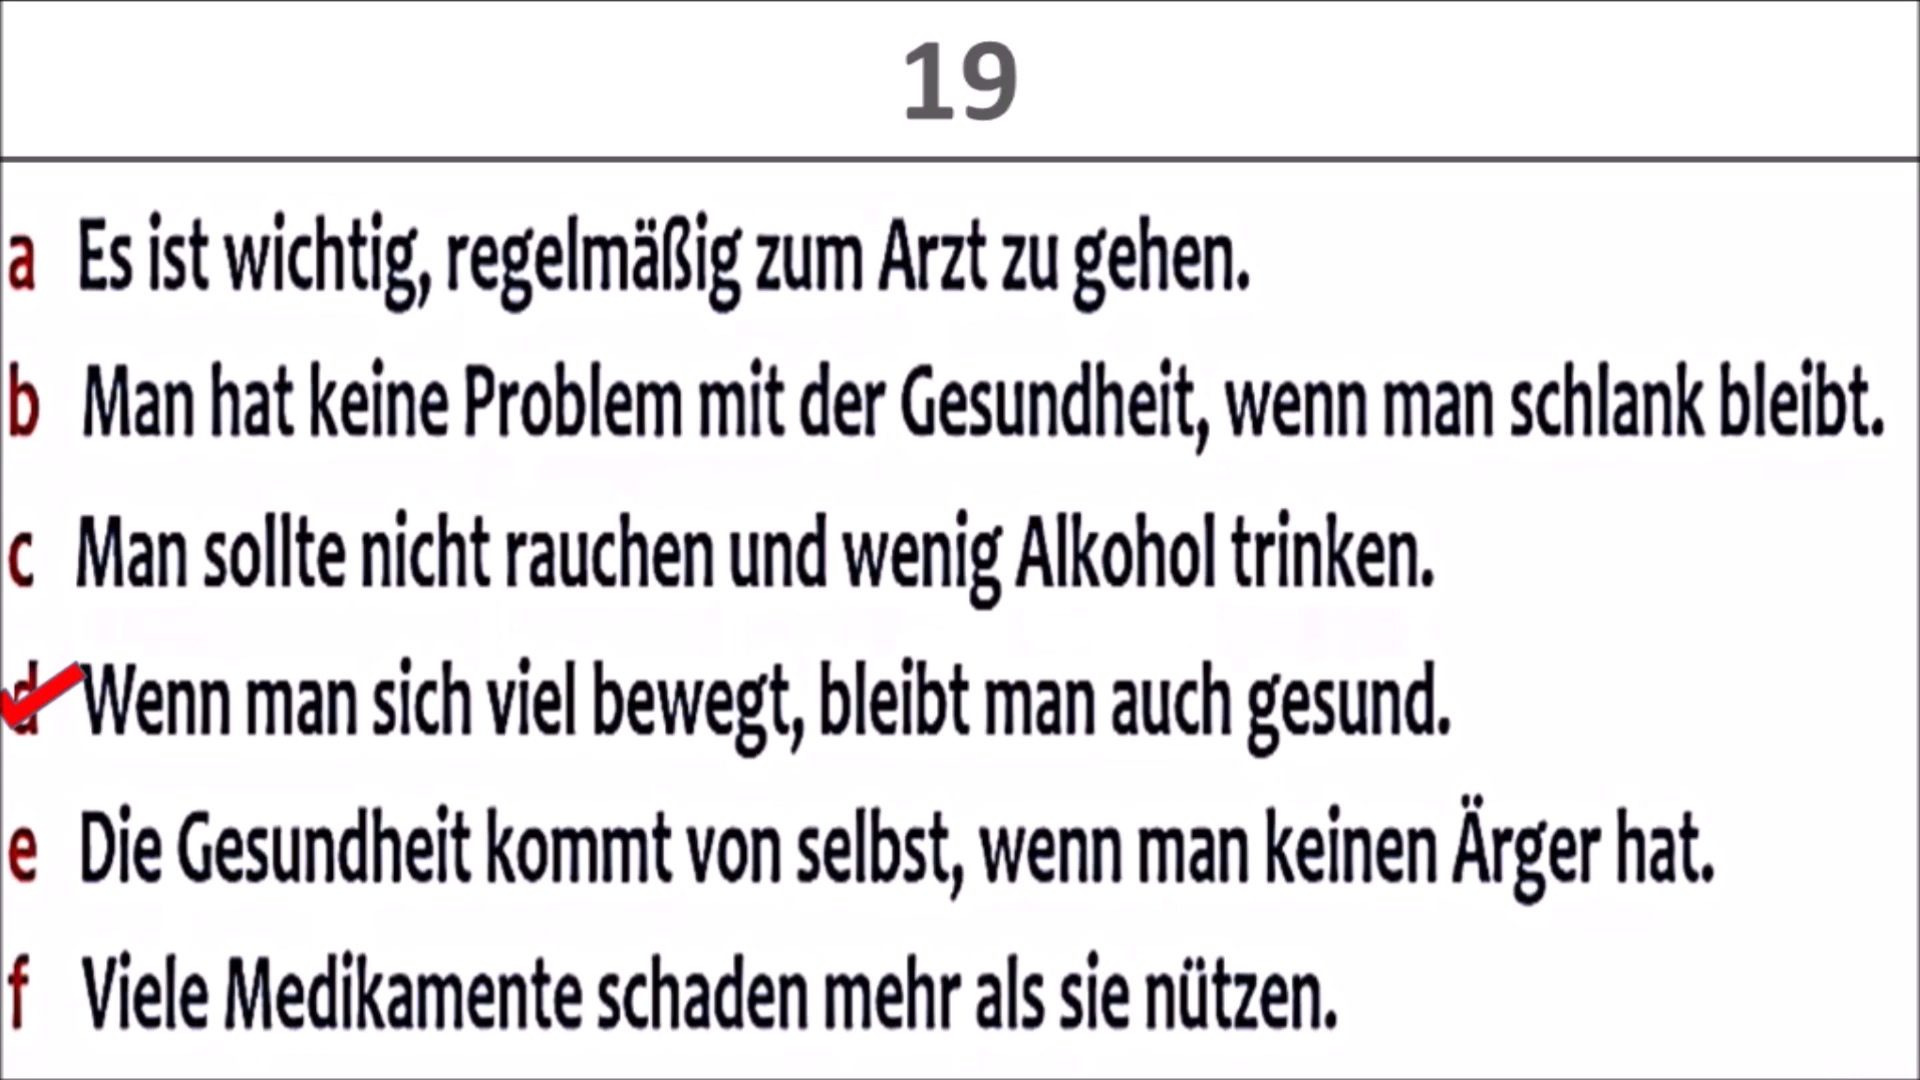 19
a Es ist wichtig, regelmäßig zum Arzt zu gehen.
b Man hat keine Problem mit der Gesundheit, wenn man schlank bleibt.
c Man sollte nicht rauchen und wenig Alkohol trinken.
d Wenn man sich viel bewegt, bleibt man auch gesund.
e Die Gesundheit kommt von selbst, wenn man keinen Ärger hat.
f Viele Medikamente schaden mehr als sie nützen.